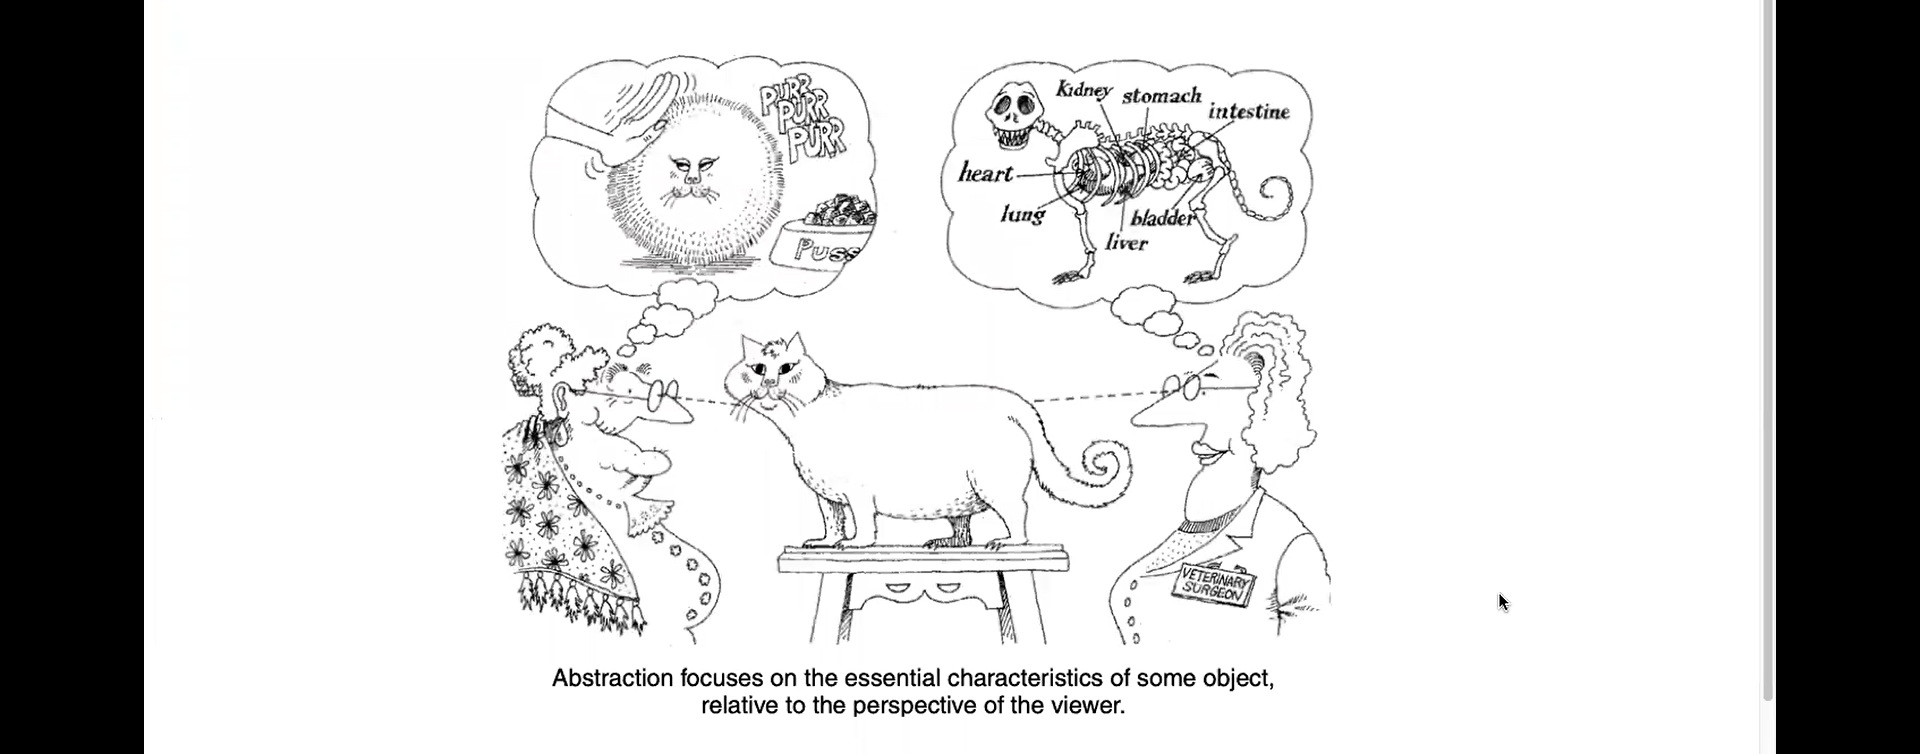 PURR
PURR
PURR
PUSS
Kidney
stomach
intestine
heart
lung
bladder
liver
VETERINARY
SURGEON
Abstraction focuses on the essential characteristics of some object,
relative to the perspective of the viewer.